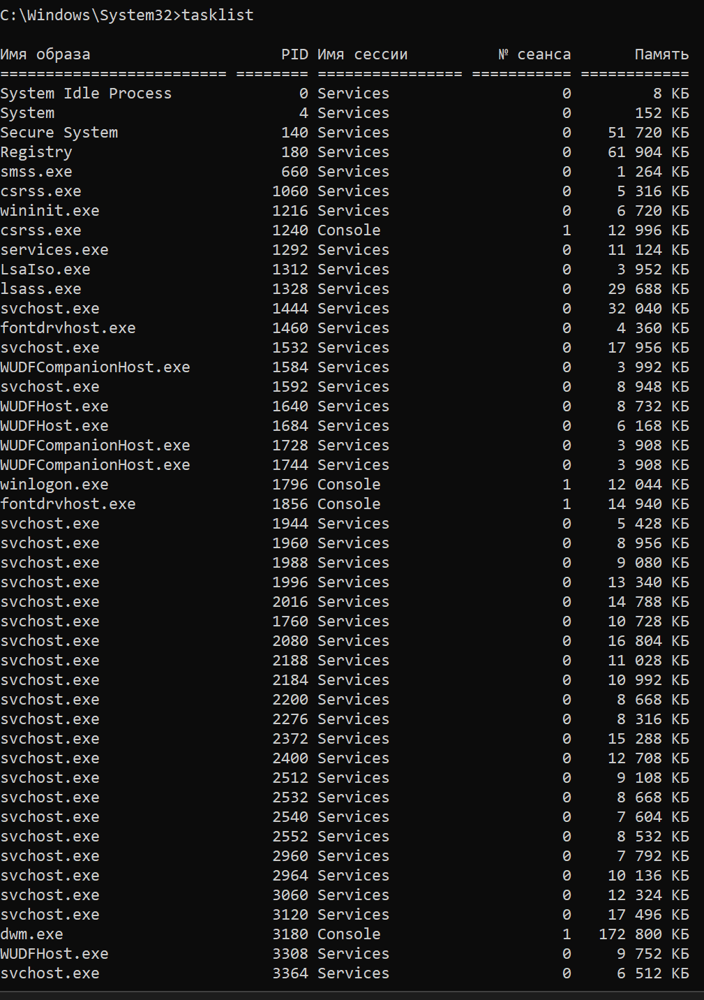 C:\Windows\System32>tasklist
Имя образа                     PID Имя сессии          № сеанса       Память
========================= ======== ================ =========== ============
System Idle Process              0 Services                   0         8 КБ
System                           4 Services                   0       152 КБ
Secure System                  140 Services                   0    51 720 КБ
Registry                       180 Services                   0    61 904 КБ
smss.exe                       660 Services                   0     1 264 КБ
csrss.exe                     1060 Services                   0     5 316 КБ
wininit.exe                   1216 Services                   0     6 720 КБ
csrss.exe                     1240 Console                    1    12 996 КБ
services.exe                  1292 Services                   0    11 124 КБ
LsaIso.exe                    1312 Services                   0     3 952 КБ
lsass.exe                     1328 Services                   0    29 688 КБ
svchost.exe                   1444 Services                   0    32 040 КБ
fontdrvhost.exe               1460 Services                   0     4 360 КБ
svchost.exe                   1532 Services                   0    17 956 КБ
WUDFCompanionHost.exe         1584 Services                   0     3 992 КБ
svchost.exe                   1592 Services                   0     8 948 КБ
WUDFHost.exe                  1640 Services                   0     8 732 КБ
WUDFHost.exe                  1684 Services                   0     6 168 КБ
WUDFCompanionHost.exe         1728 Services                   0     3 908 КБ
WUDFCompanionHost.exe         1744 Services                   0     3 908 КБ
winlogon.exe                  1796 Console                    1    12 044 КБ
fontdrvhost.exe               1856 Console                    1    14 940 КБ
svchost.exe                   1944 Services                   0     5 428 КБ
svchost.exe                   1960 Services                   0     8 956 КБ
svchost.exe                   1988 Services                   0     9 080 КБ
svchost.exe                   1996 Services                   0    13 340 КБ
svchost.exe                   2016 Services                   0    14 788 КБ
svchost.exe                   1760 Services                   0    10 728 КБ
svchost.exe                   2080 Services                   0    16 804 КБ
svchost.exe                   2188 Services                   0    11 028 КБ
svchost.exe                   2184 Services                   0    10 992 КБ
svchost.exe                   2200 Services                   0     8 668 КБ
svchost.exe                   2276 Services                   0     8 316 КБ
svchost.exe                   2372 Services                   0    15 288 КБ
svchost.exe                   2400 Services                   0    12 708 КБ
svchost.exe                   2512 Services                   0     9 108 КБ
svchost.exe                   2532 Services                   0     8 668 КБ
svchost.exe                   2540 Services                   0     7 604 КБ
svchost.exe                   2552 Services                   0     8 532 КБ
svchost.exe                   2960 Services                   0     7 792 КБ
svchost.exe                   2964 Services                   0    10 136 КБ
svchost.exe                   3060 Services                   0    12 324 КБ
svchost.exe                   3120 Services                   0    17 496 КБ
dwm.exe                       3180 Console                    1   172 800 КБ
WUDFHost.exe                  3308 Services                   0     9 752 КБ
svchost.exe                   3364 Services                   0     6 512 КБ